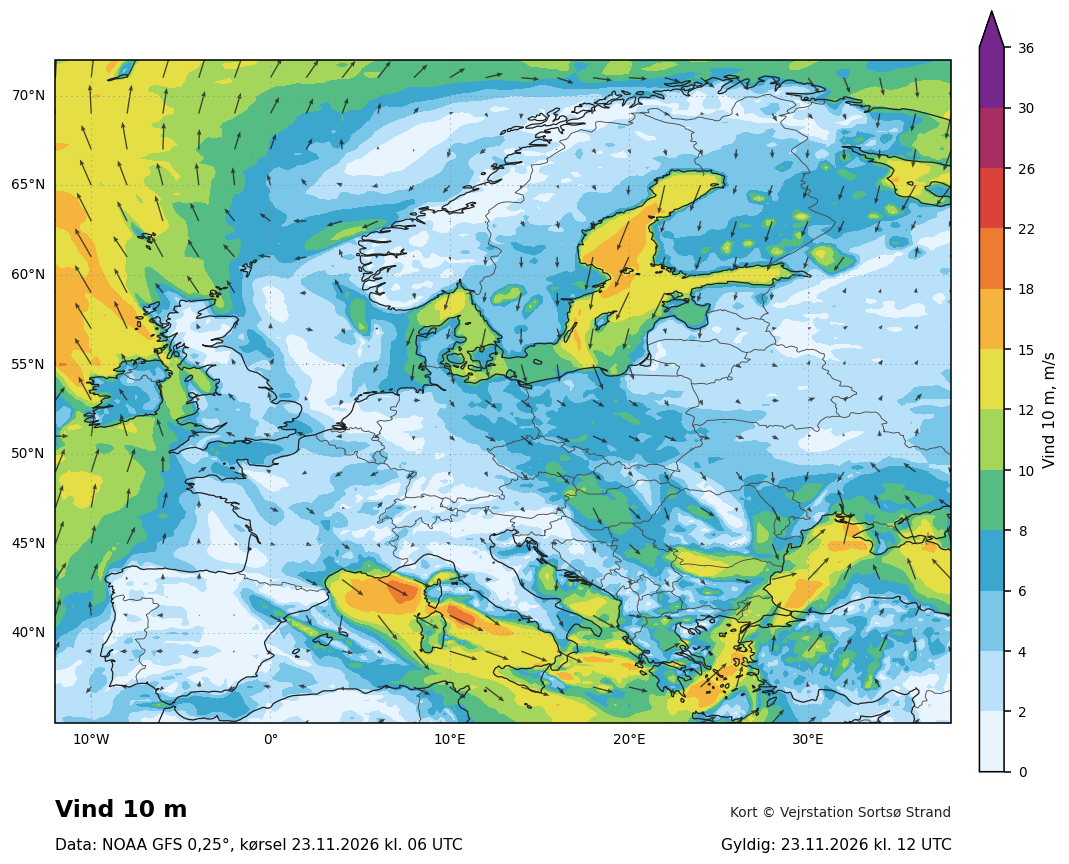 36
30
26
22
18
15
12
10
8
6
4
2
0
Vind 10 m, m/s
70°N
65°N
60°N
55°N
50°N
45°N
40°N
10°W
0°
10°E
20°E
30°E
Vind 10 m
Kort © Vejrstation Sortsø Strand
Data: NOAA GFS 0,25°, kørsel 23.11.2026 kl. 06 UTC
Gyldig: 23.11.2026 kl. 12 UTC